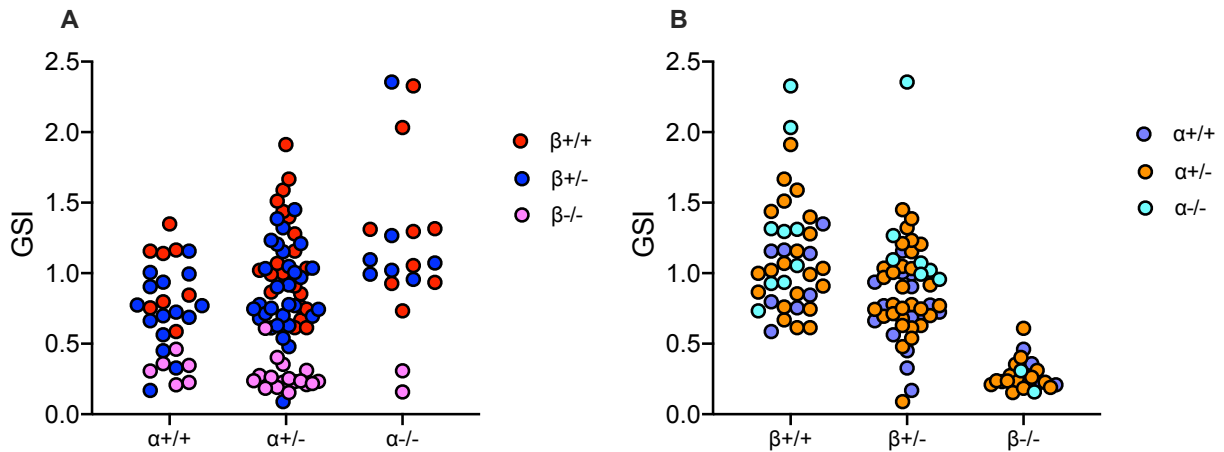 A
GSI
2.5
2.0
1.5
1.0
0.5
0.0
α+/+ α+/- α-/-
β+/+
β+/-
β-/-
B
GSI
2.5
2.0
1.5
1.0
0.5
0.0
β+/+ β+/- β-/-
α+/+
α+/-
α-/-